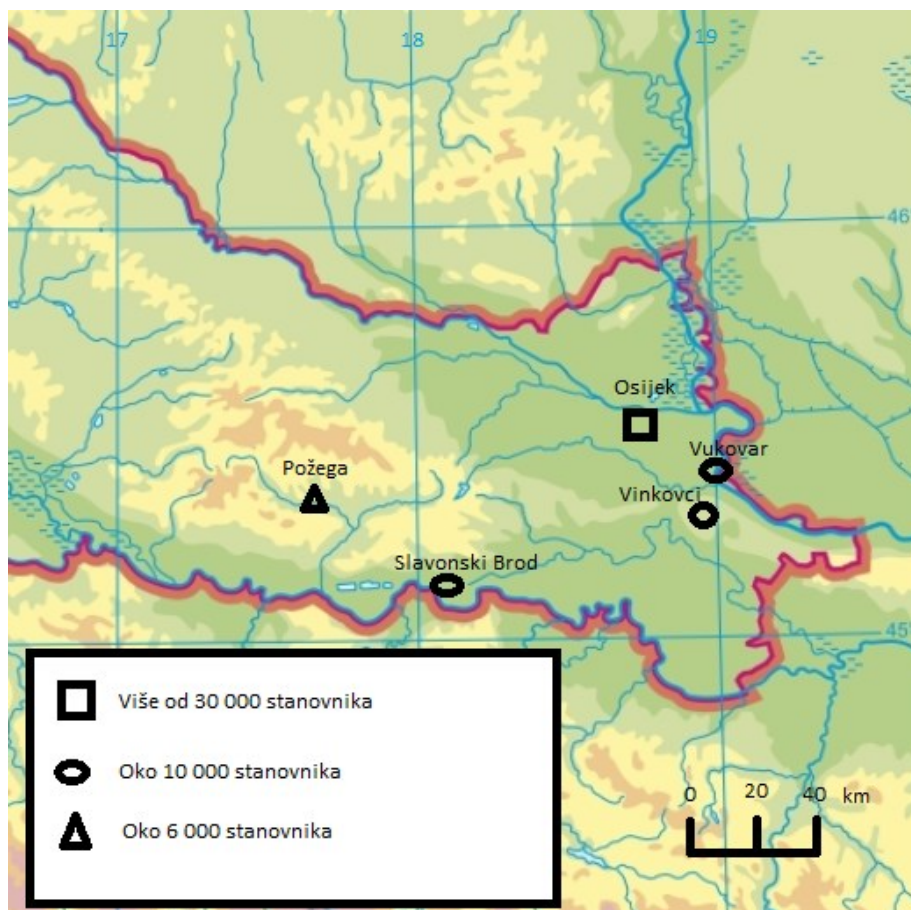 17
18
19
46
Osijek
Vukovar
Požega
Vinkovci
Slavonski Brod
45
Više od 30 000 stanovnika
Oko 10 000 stanovnika
Oko 6 000 stanovnika
0 20 40 km